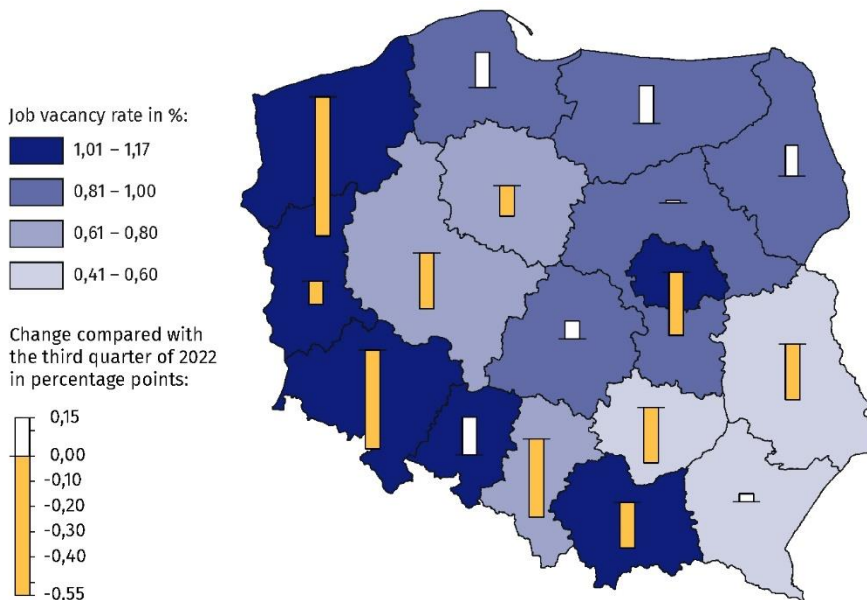 Job vacancy rate in %:
1,01 – 1,17
0,81 – 1,00
0,61 – 0,80
0,41 – 0,60
Change compared with
the third quarter of 2022
in percentage points:
0,15
0,00
-0,10
-0,20
-0,30
-0,40
-0,55